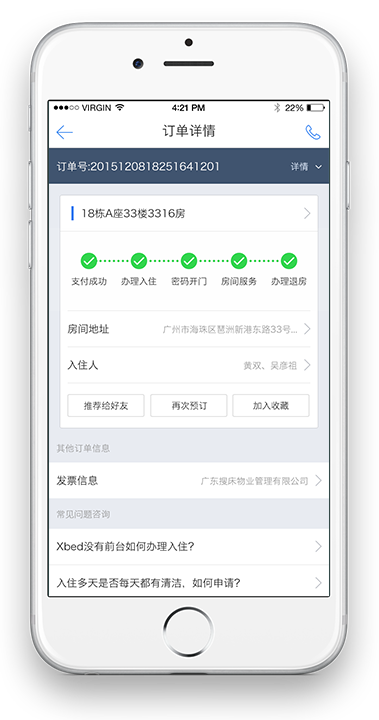 VIRGIN 4:21 PM 22%
订单详情
订单号:2015120818251641201 详情
18栋A座33楼3316房
支付成功 办理入住 密码开门 房间服务 办理退房
房间地址 广州市海珠区琶洲新港东路33号...
入住人 黄双、吴彦祖
推荐给好友 再次预订 加入收藏
其他订单信息
发票信息 广东搜床物业管理有限公司
常见问题咨询
Xbed没有前台如何办理入住?
入住多天是否每天都有清洁，如何申请?